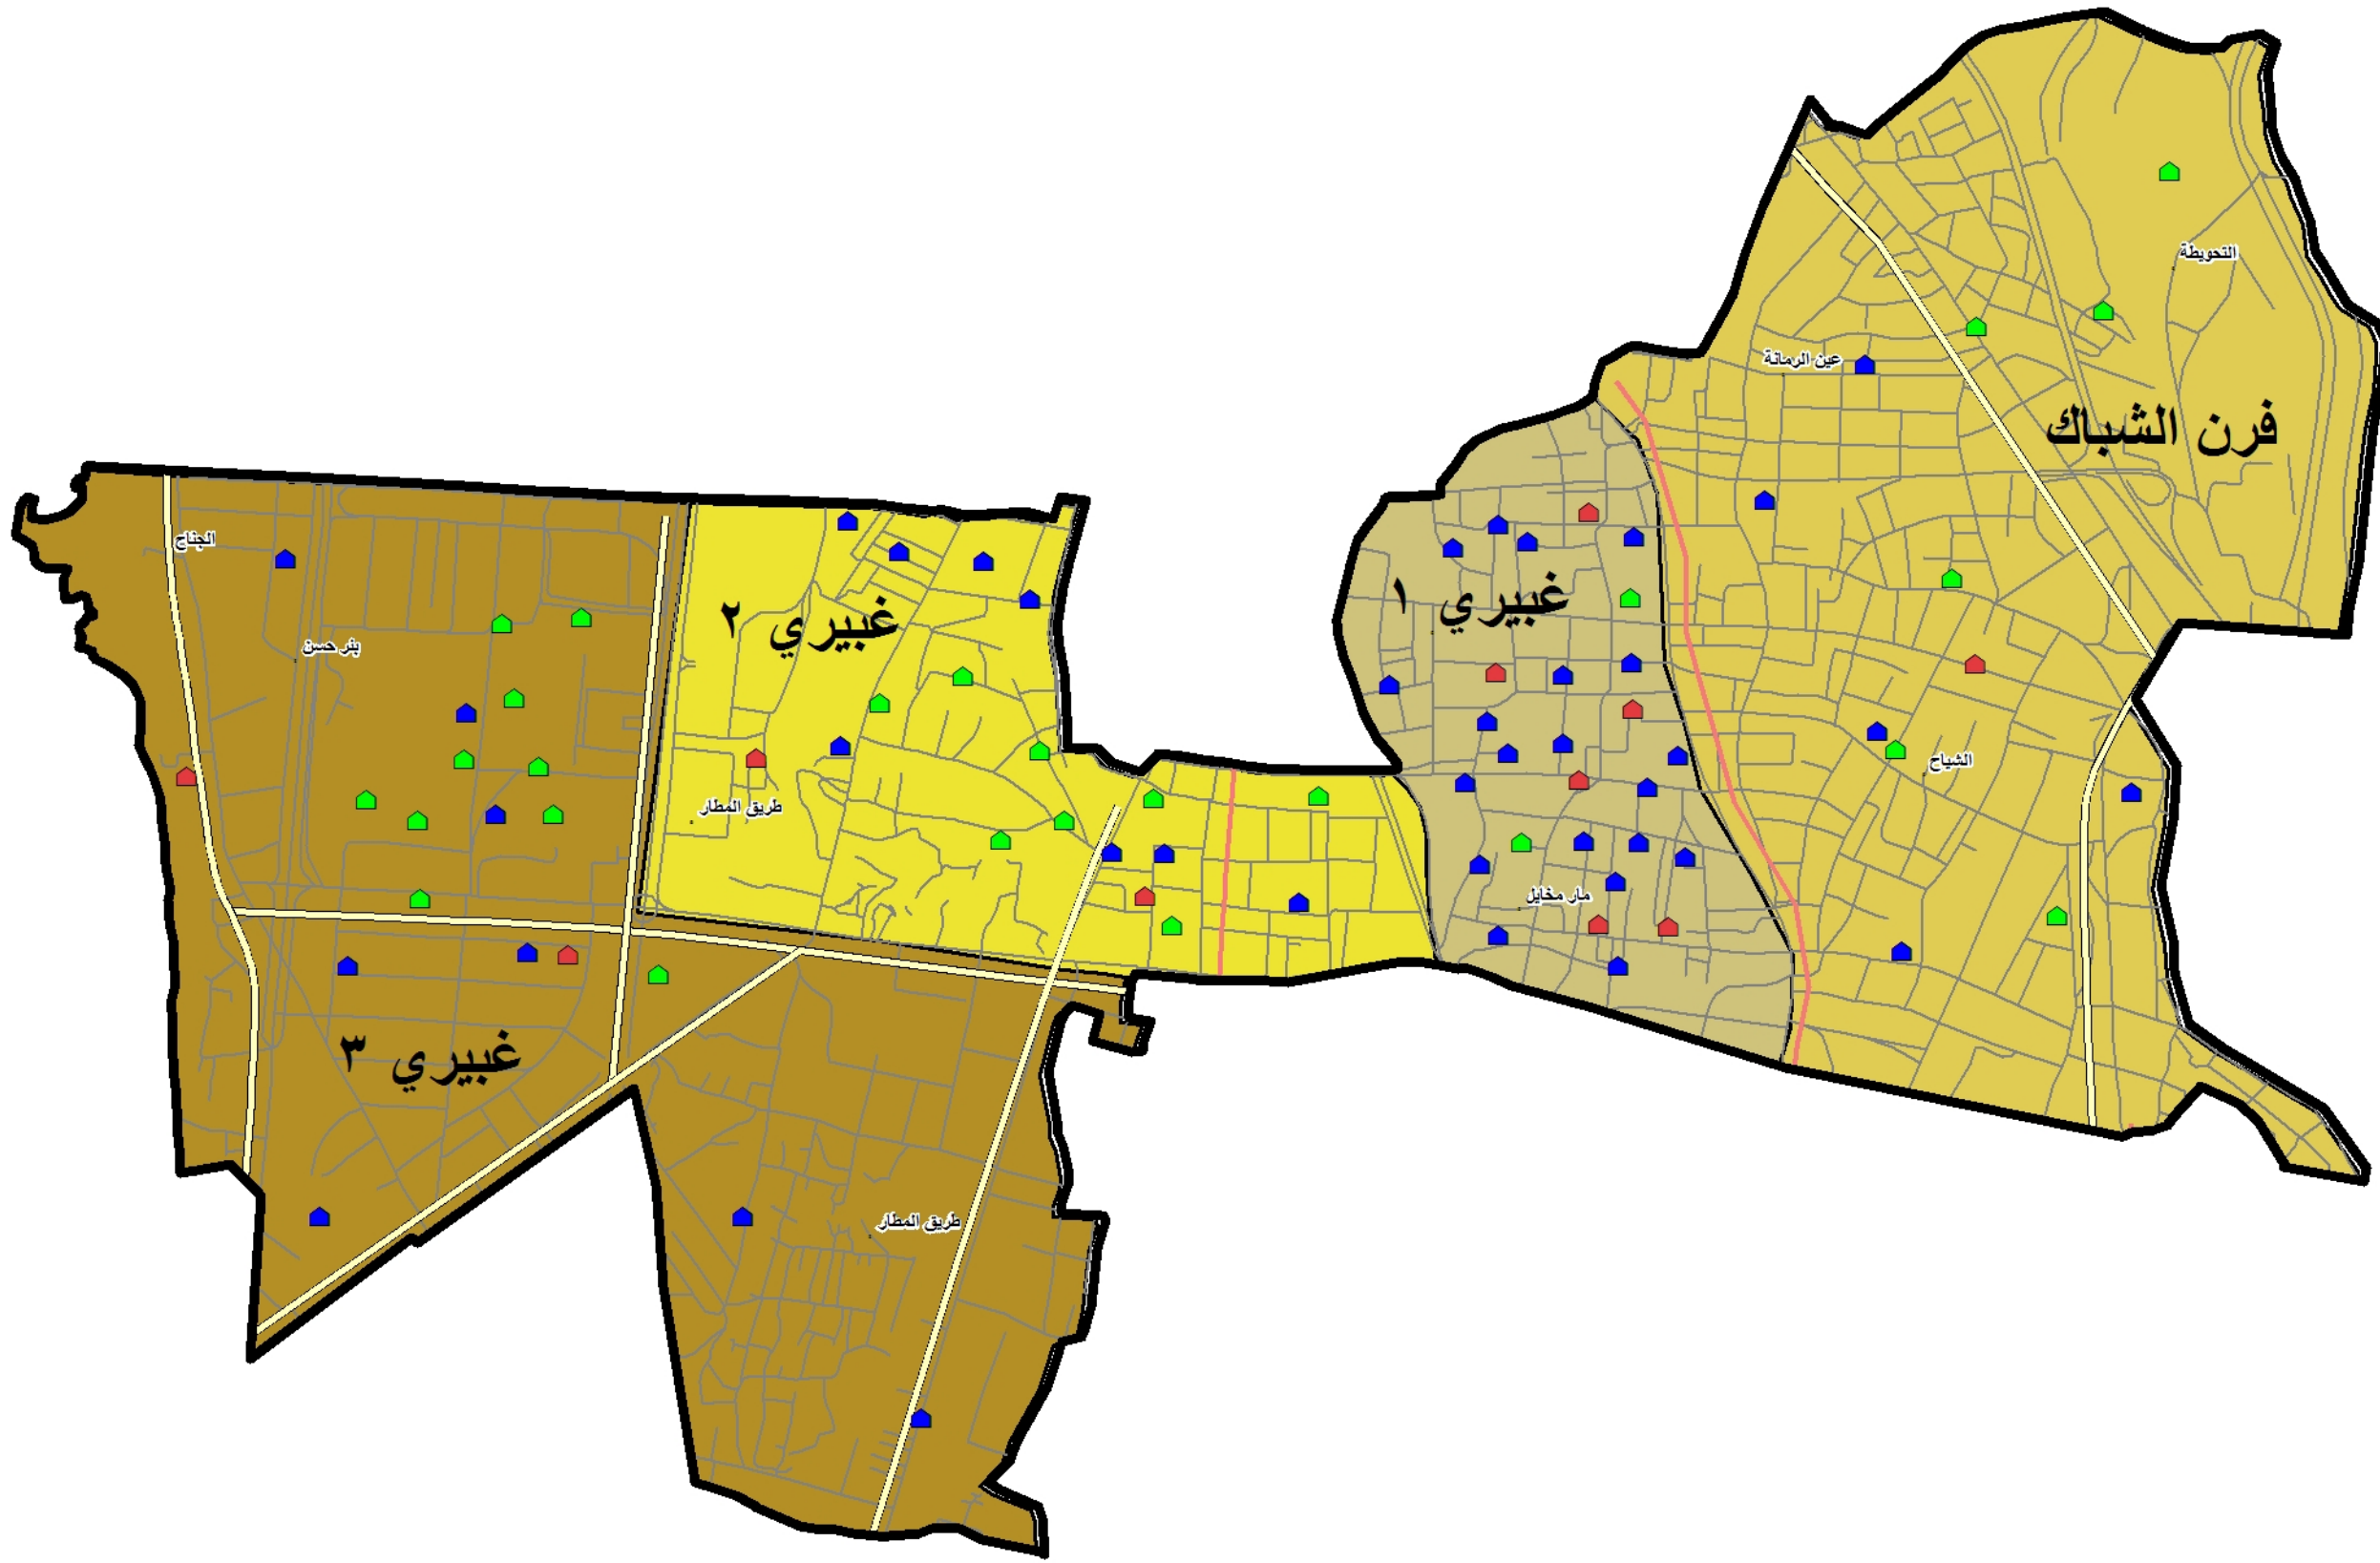 التحويطة
عين الرمانة
فرن الشباك
الجناح
غبيري ١
غبيري ٢
بئر حسن
الشياح
طريق المطار
مار مخايل
غبيري ٣
طريق المطار